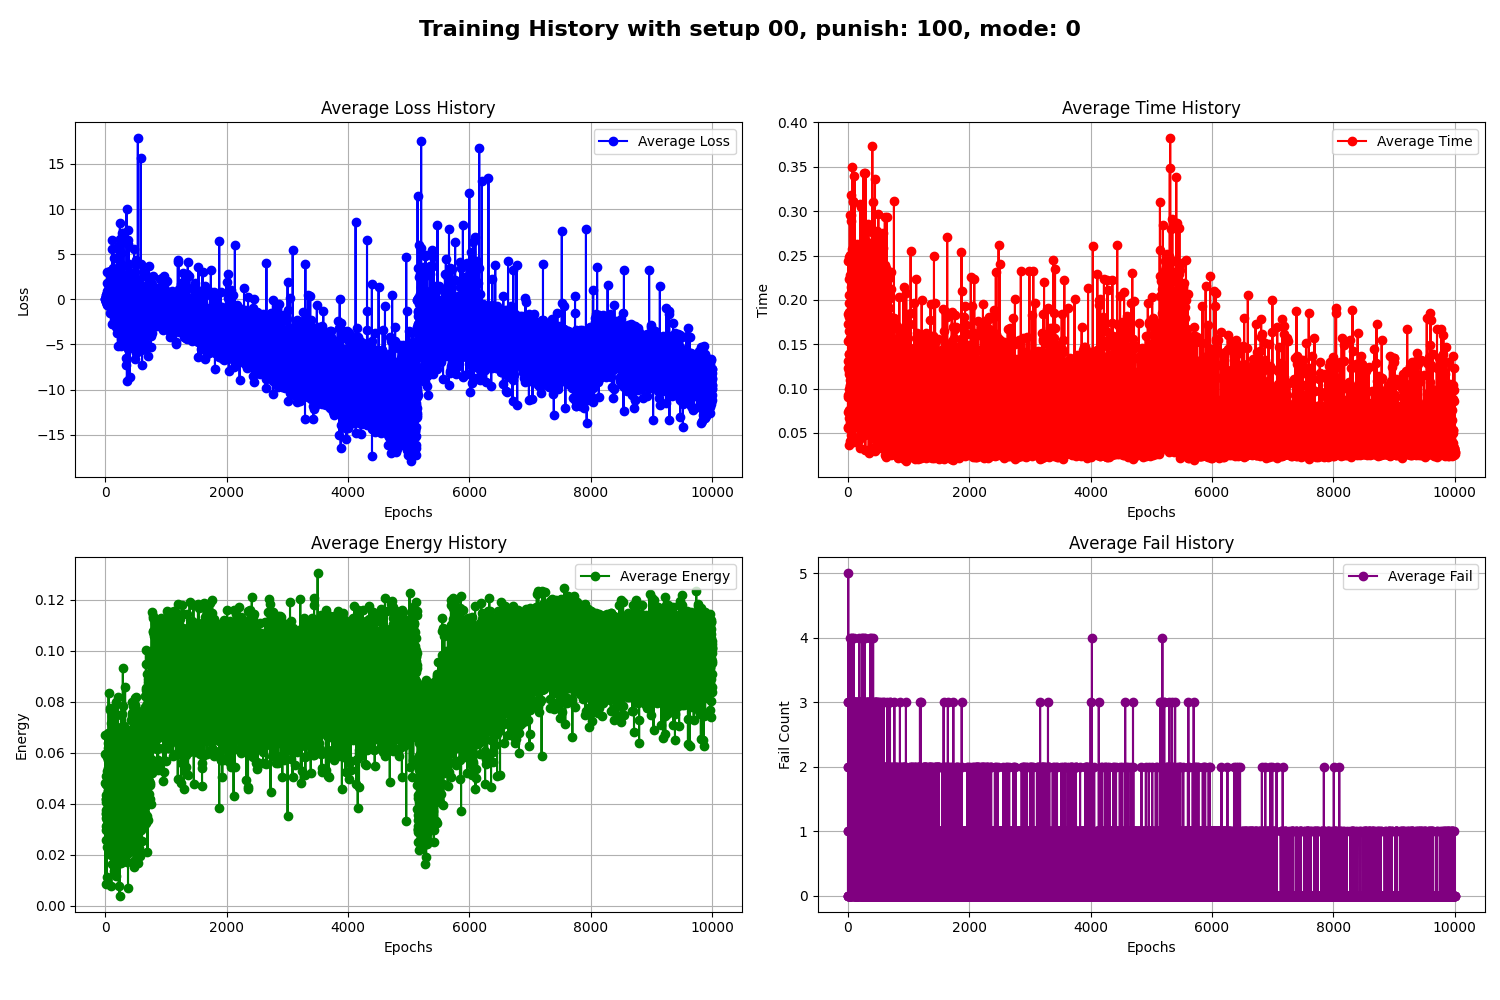 Training History with setup 00, punish: 100, mode: 0
Average Loss History
Average Loss
15
10
5
0
−5
−10
−15
Loss
0 2000 4000 6000 8000 10000
Epochs
Average Time History
Average Time
0.40
0.35
0.30
0.25
0.20
0.15
0.10
0.05
Time
0 2000 4000 6000 8000 10000
Epochs
Average Energy History
Average Energy
0.12
0.10
0.08
0.06
0.04
0.02
0.00
Energy
0 2000 4000 6000 8000 10000
Epochs
Average Fail History
Average Fail
5
4
3
2
1
0
Fail Count
0 2000 4000 6000 8000 10000
Epochs